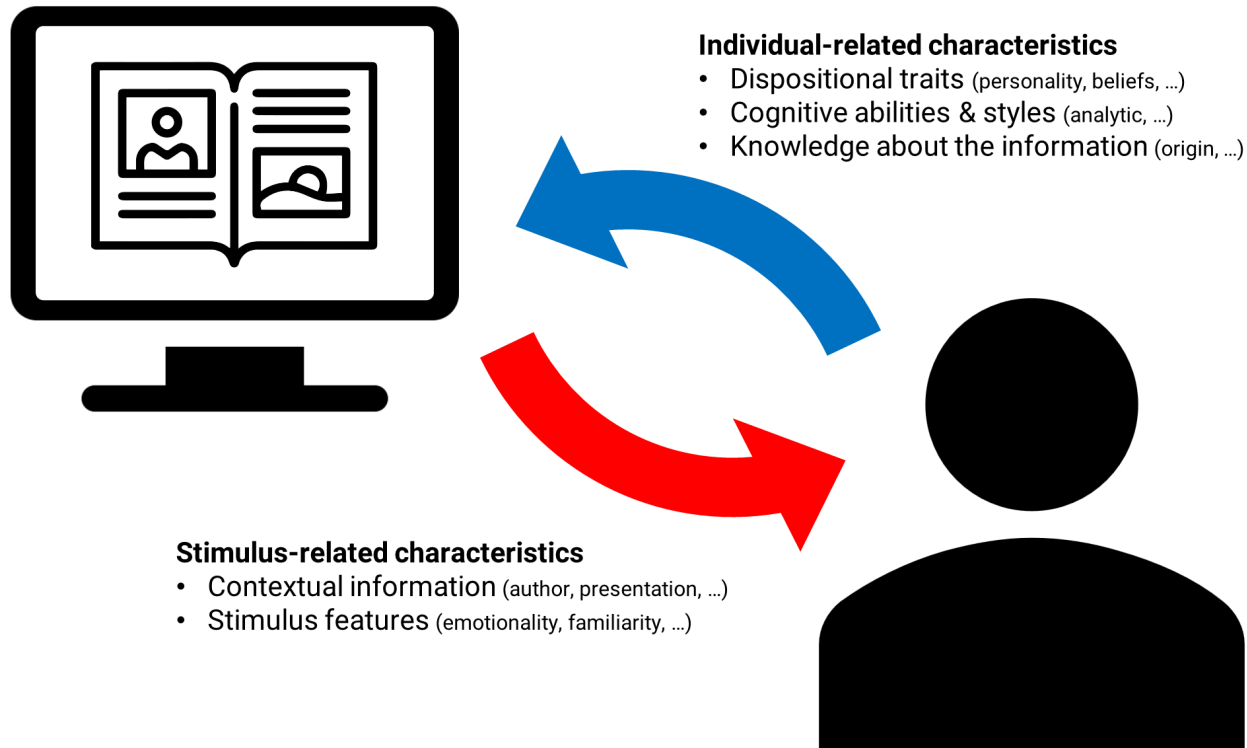 Individual-related characteristics
• Dispositional traits (personality, beliefs, ...)
• Cognitive abilities & styles (analytic, ...)
• Knowledge about the information (origin, ...)
Stimulus-related characteristics
• Contextual information (author, presentation, ...)
• Stimulus features (emotionality, familiarity, ...)